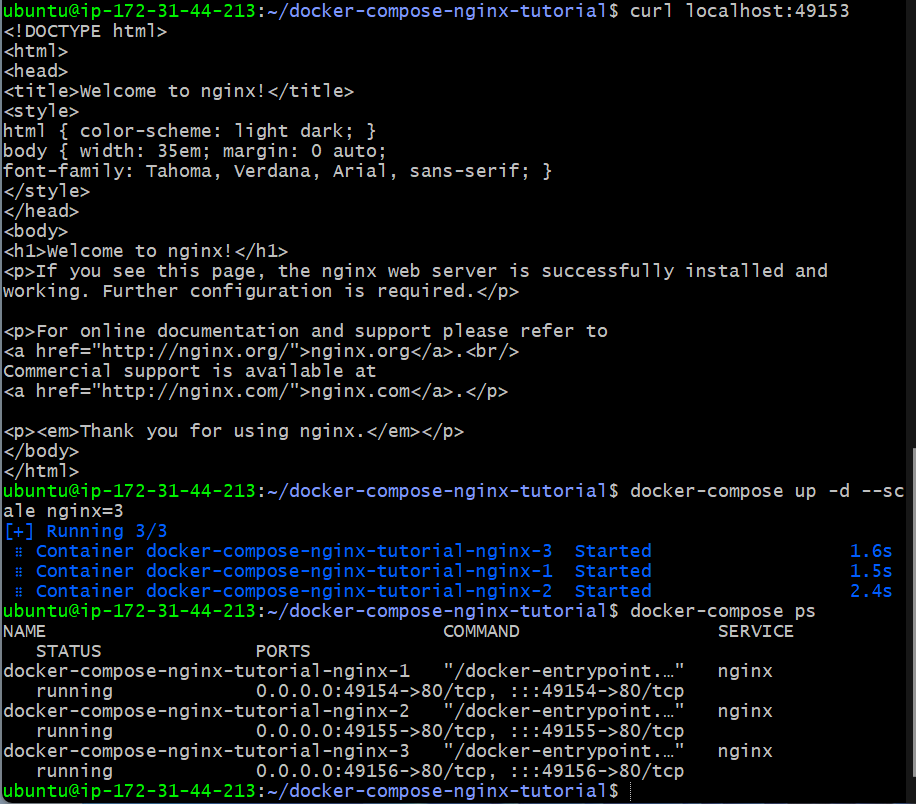 ubuntu@ip-172-31-44-213:~/docker-compose-nginx-tutorial$ curl localhost:49153
<!DOCTYPE html>
<html>
<head>
<title>Welcome to nginx!</title>
<style>
html { color-scheme: light dark; }
body { width: 35em; margin: 0 auto;
font-family: Tahoma, Verdana, Arial, sans-serif; }
</style>
</head>
<body>
<h1>Welcome to nginx!</h1>
<p>If you see this page, the nginx web server is successfully installed and
working. Further configuration is required.</p>

<p>For online documentation and support please refer to
<a href="http://nginx.org/">nginx.org</a>.<br/>
Commercial support is available at
<a href="http://nginx.com/">nginx.com</a>.</p>

<p><em>Thank you for using nginx.</em></p>
</body>
</html>
ubuntu@ip-172-31-44-213:~/docker-compose-nginx-tutorial$ docker-compose up -d --sc
ale nginx=3
[+] Running 3/3
⠿ Container docker-compose-nginx-tutorial-nginx-3  Started 1.6s
⠿ Container docker-compose-nginx-tutorial-nginx-1  Started 1.5s
⠿ Container docker-compose-nginx-tutorial-nginx-2  Started 2.4s
ubuntu@ip-172-31-44-213:~/docker-compose-nginx-tutorial$ docker-compose ps
NAME COMMAND SERVICE
STATUS PORTS
docker-compose-nginx-tutorial-nginx-1 "/docker-entrypoint.…" nginx
running 0.0.0.0:49154->80/tcp, :::49154->80/tcp
docker-compose-nginx-tutorial-nginx-2 "/docker-entrypoint.…" nginx
running 0.0.0.0:49155->80/tcp, :::49155->80/tcp
docker-compose-nginx-tutorial-nginx-3 "/docker-entrypoint.…" nginx
running 0.0.0.0:49156->80/tcp, :::49156->80/tcp
ubuntu@ip-172-31-44-213:~/docker-compose-nginx-tutorial$